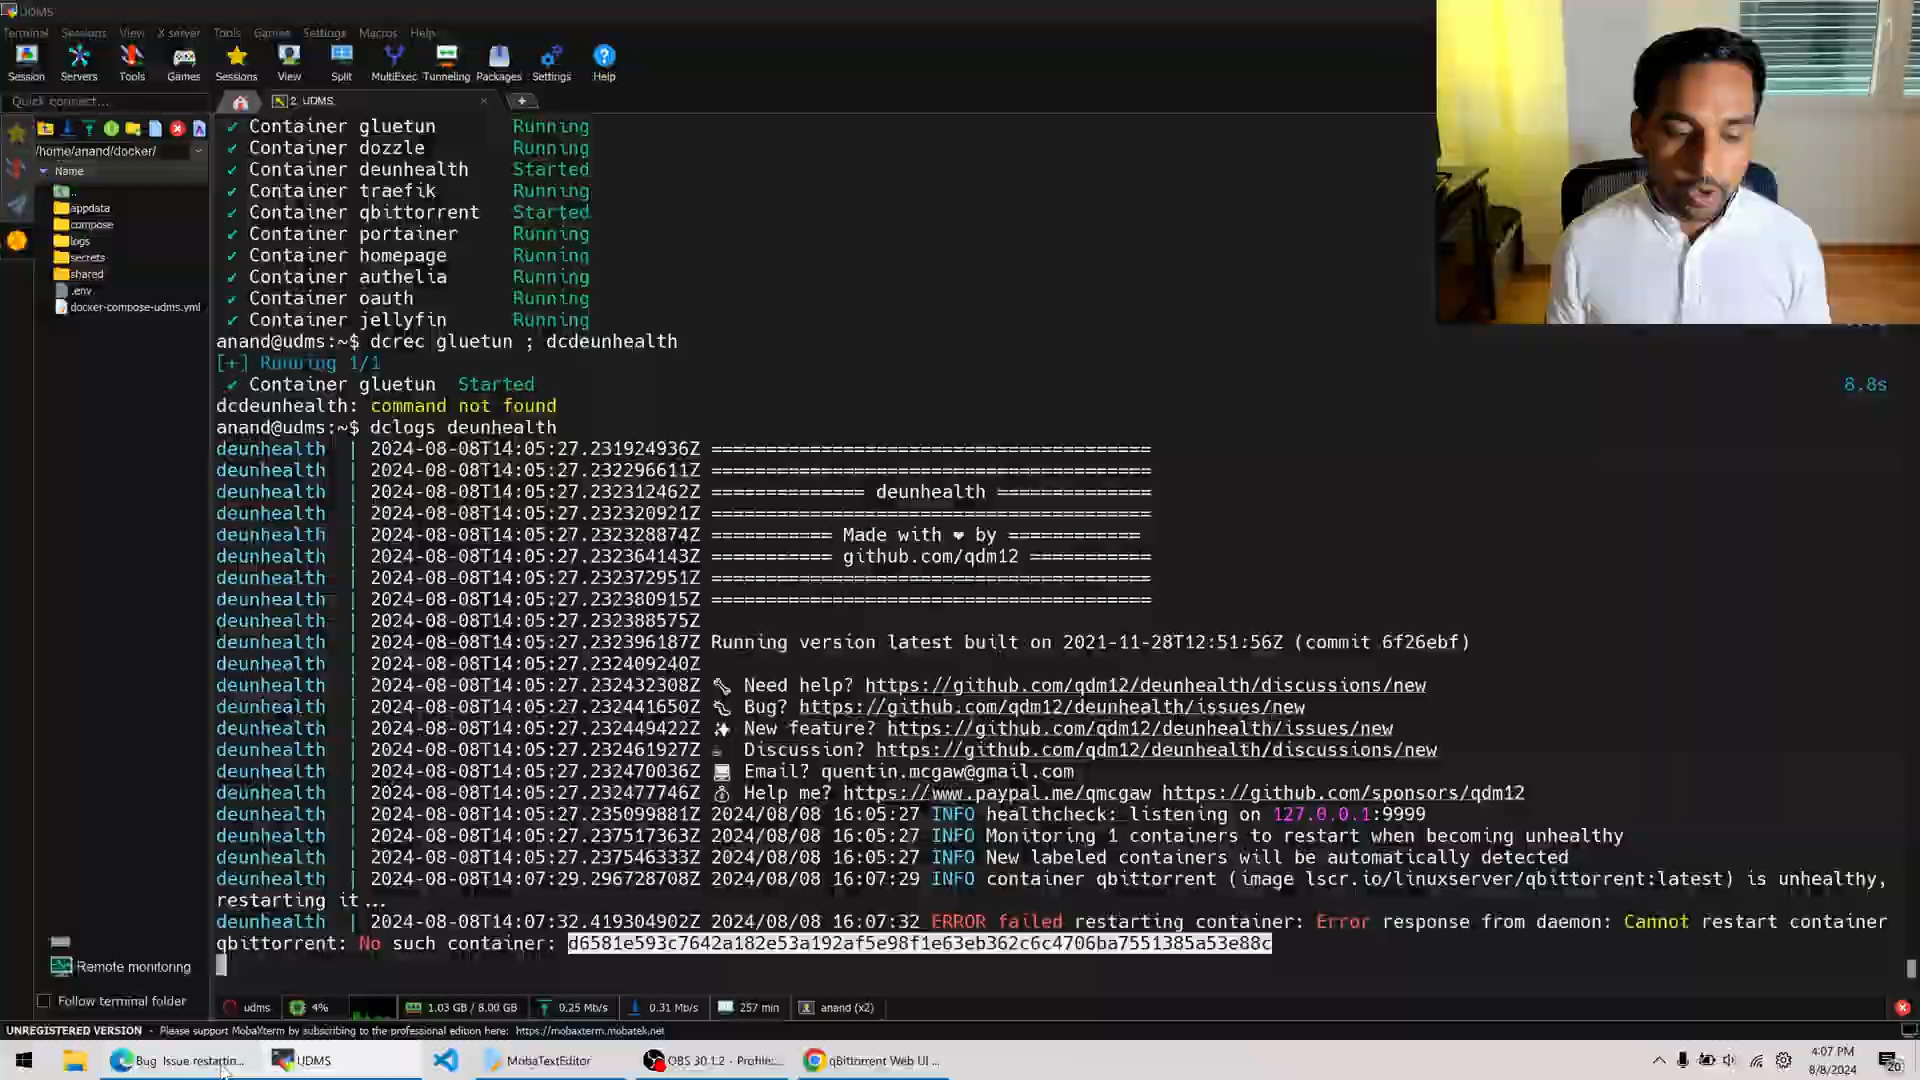 UDMS
Terminal Sessions View X server Tools Games Settings Macros Help
Session Servers Tools Games Sessions View Split MultiExec Tunneling Packages Settings Help
Quick connect...
2. UDMS
/home/anand/docker/
Name
..
appdata
compose
logs
secrets
shared
.env
docker-compose-udms.yml
✔ Container gluetun Running
✔ Container dozzle Running
✔ Container deunhealth Started
✔ Container traefik Running
✔ Container qbittorrent Started
✔ Container portainer Running
✔ Container homepage Running
✔ Container authelia Running
✔ Container oauth Running
✔ Container jellyfin Running
anand@udms:~$ dcrec gluetun ; dcdeunhealth
[+] Running 1/1
✔ Container gluetun Started 8.8s
dcdeunhealth: command not found
anand@udms:~$ dclogs deunhealth
deunhealth | 2024-08-08T14:05:27.231924936Z ========================================
deunhealth | 2024-08-08T14:05:27.232296611Z ========================================
deunhealth | 2024-08-08T14:05:27.232312462Z ============== deunhealth ==============
deunhealth | 2024-08-08T14:05:27.232320921Z ========================================
deunhealth | 2024-08-08T14:05:27.232328874Z =========== Made with ❤ by ============
deunhealth | 2024-08-08T14:05:27.232364143Z =========== github.com/qdm12 ===========
deunhealth | 2024-08-08T14:05:27.232372951Z ========================================
deunhealth | 2024-08-08T14:05:27.232380915Z ========================================
deunhealth | 2024-08-08T14:05:27.232388575Z
deunhealth | 2024-08-08T14:05:27.232396187Z Running version latest built on 2021-11-28T12:51:56Z (commit 6f26ebf)
deunhealth | 2024-08-08T14:05:27.232409240Z
deunhealth | 2024-08-08T14:05:27.232432308Z 🔧 Need help? https://github.com/qdm12/deunhealth/discussions/new
deunhealth | 2024-08-08T14:05:27.232441650Z 🐛 Bug? https://github.com/qdm12/deunhealth/issues/new
deunhealth | 2024-08-08T14:05:27.232449422Z ✨ New feature? https://github.com/qdm12/deunhealth/issues/new
deunhealth | 2024-08-08T14:05:27.232461927Z ☕ Discussion? https://github.com/qdm12/deunhealth/discussions/new
deunhealth | 2024-08-08T14:05:27.232470036Z 💻 Email? quentin.mcgaw@gmail.com
deunhealth | 2024-08-08T14:05:27.232477746Z 💰 Help me? https://www.paypal.me/qmcgaw https://github.com/sponsors/qdm12
deunhealth | 2024-08-08T14:05:27.235099881Z 2024/08/08 16:05:27 INFO healthcheck: listening on 127.0.0.1:9999
deunhealth | 2024-08-08T14:05:27.237517363Z 2024/08/08 16:05:27 INFO Monitoring 1 containers to restart when becoming unhealthy
deunhealth | 2024-08-08T14:05:27.237546333Z 2024/08/08 16:05:27 INFO New labeled containers will be automatically detected
deunhealth | 2024-08-08T14:07:29.296728708Z 2024/08/08 16:07:29 INFO container qbittorrent (image lscr.io/linuxserver/qbittorrent:latest) is unhealthy,
restarting it...
deunhealth | 2024-08-08T14:07:32.419304902Z 2024/08/08 16:07:32 ERROR failed restarting container: Error response from daemon: Cannot restart container
qbittorrent: No such container: d6581e593c7642a182e53a192af5e98f1e63eb362c6c4706ba7551385a53e88c
Remote monitoring
Follow terminal folder
udms 4% 1.03 GB / 8.00 GB 0.25 Mb/s 0.31 Mb/s 257 min anand (x2)
UNREGISTERED VERSION - Please support MobaXterm by subscribing to the professional edition here: https://mobaxterm.mobatek.net
Bug: Issue restartin... UDMS MobaTextEditor OBS 30.1.2 - Profile:... qBittorrent Web UI ...
4:07 PM
8/8/2024
20